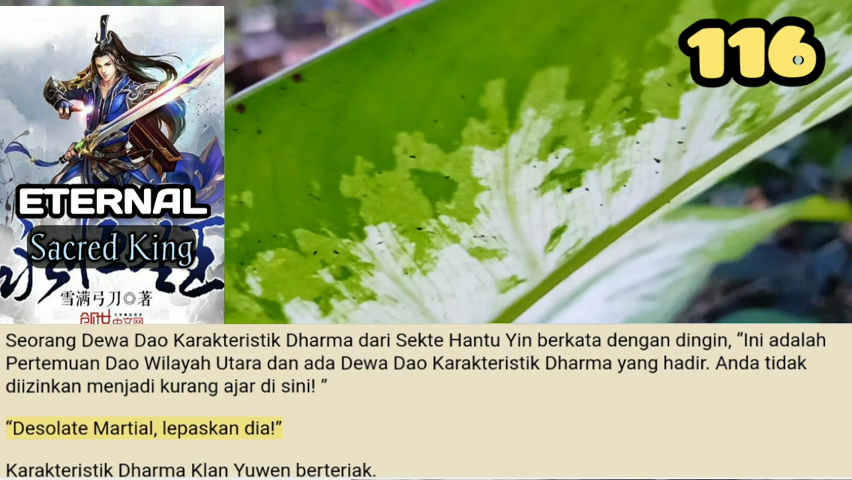 116
ETERNAL
Sacred King
雪满弓刀◎著
Seorang Dewa Dao Karakteristik Dharma dari Sekte Hantu Yin berkata dengan dingin, “Ini adalah
Pertemuan Dao Wilayah Utara dan ada Dewa Dao Karakteristik Dharma yang hadir. Anda tidak
diizinkan menjadi kurang ajar di sini! ”
“Desolate Martial, lepaskan dia!”
Karakteristik Dharma Klan Yuwen berteriak.